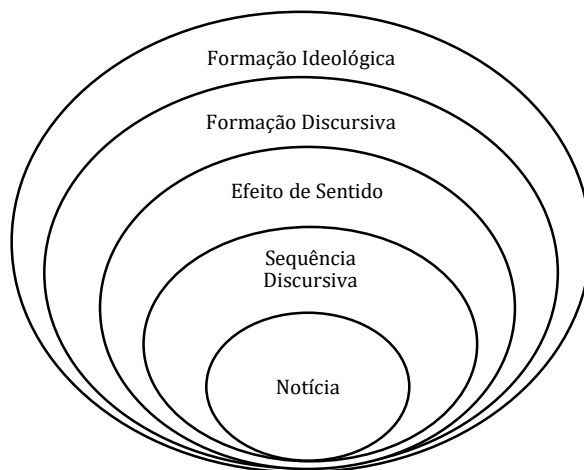 Formação Ideológica
Formação Discursiva
Efeito de Sentido
Sequência
Discursiva
Notícia